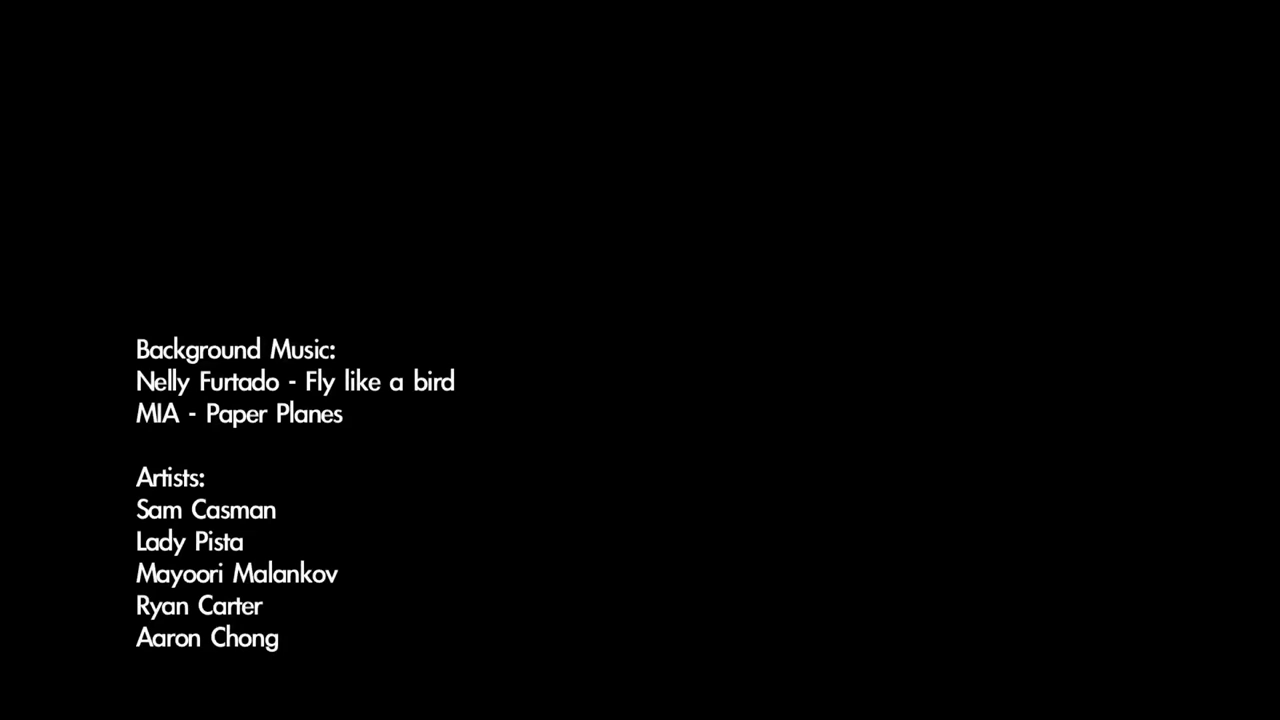 Background Music:
Nelly Furtado - Fly like a bird
MIA - Paper Planes
Artists:
Sam Casman
Lady Pista
Mayoori Malankov
Ryan Carter
Aaron Chong